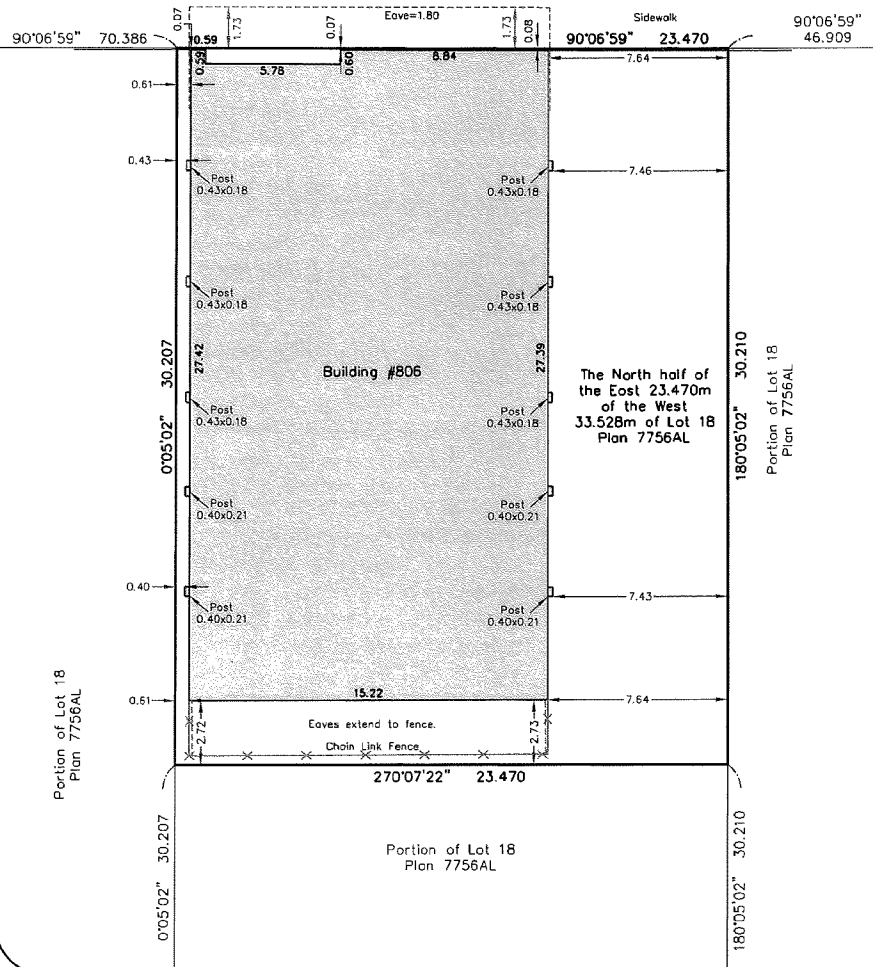 0.07
1.73
Eave=1.80
0.07
1.73
0.08
Sidewalk
90°06'59" 70.386
0.59
90°06'59" 23.470
90°06'59"
46.909
0.59
5.78
0.60
8.84
7.64
0.61
0.43
Post
0.43x0.18
Post
0.43x0.18
7.46
Post
0.43x0.18
Post
0.43x0.18
0°05'02" 30.207
27.42
Building #806
27.39
The North half of
the East 23.470m
of the West
33.528m of Lot 18
Plan 7756AL
180°05'02" 30.210
Portion of Lot 18
Plan 7756AL
Post
0.43x0.18
Post
0.43x0.18
Post
0.40x0.21
Post
0.40x0.21
0.40
Post
0.40x0.21
Post
0.40x0.21
7.43
0.61
15.22
7.64
2.72
Eaves extend to fence.
2.73
Chain Link Fence
Portion of Lot 18
Plan 7756AL
270°07'22" 23.470
0°05'02" 30.207
Portion of Lot 18
Plan 7756AL
180°05'02" 30.210